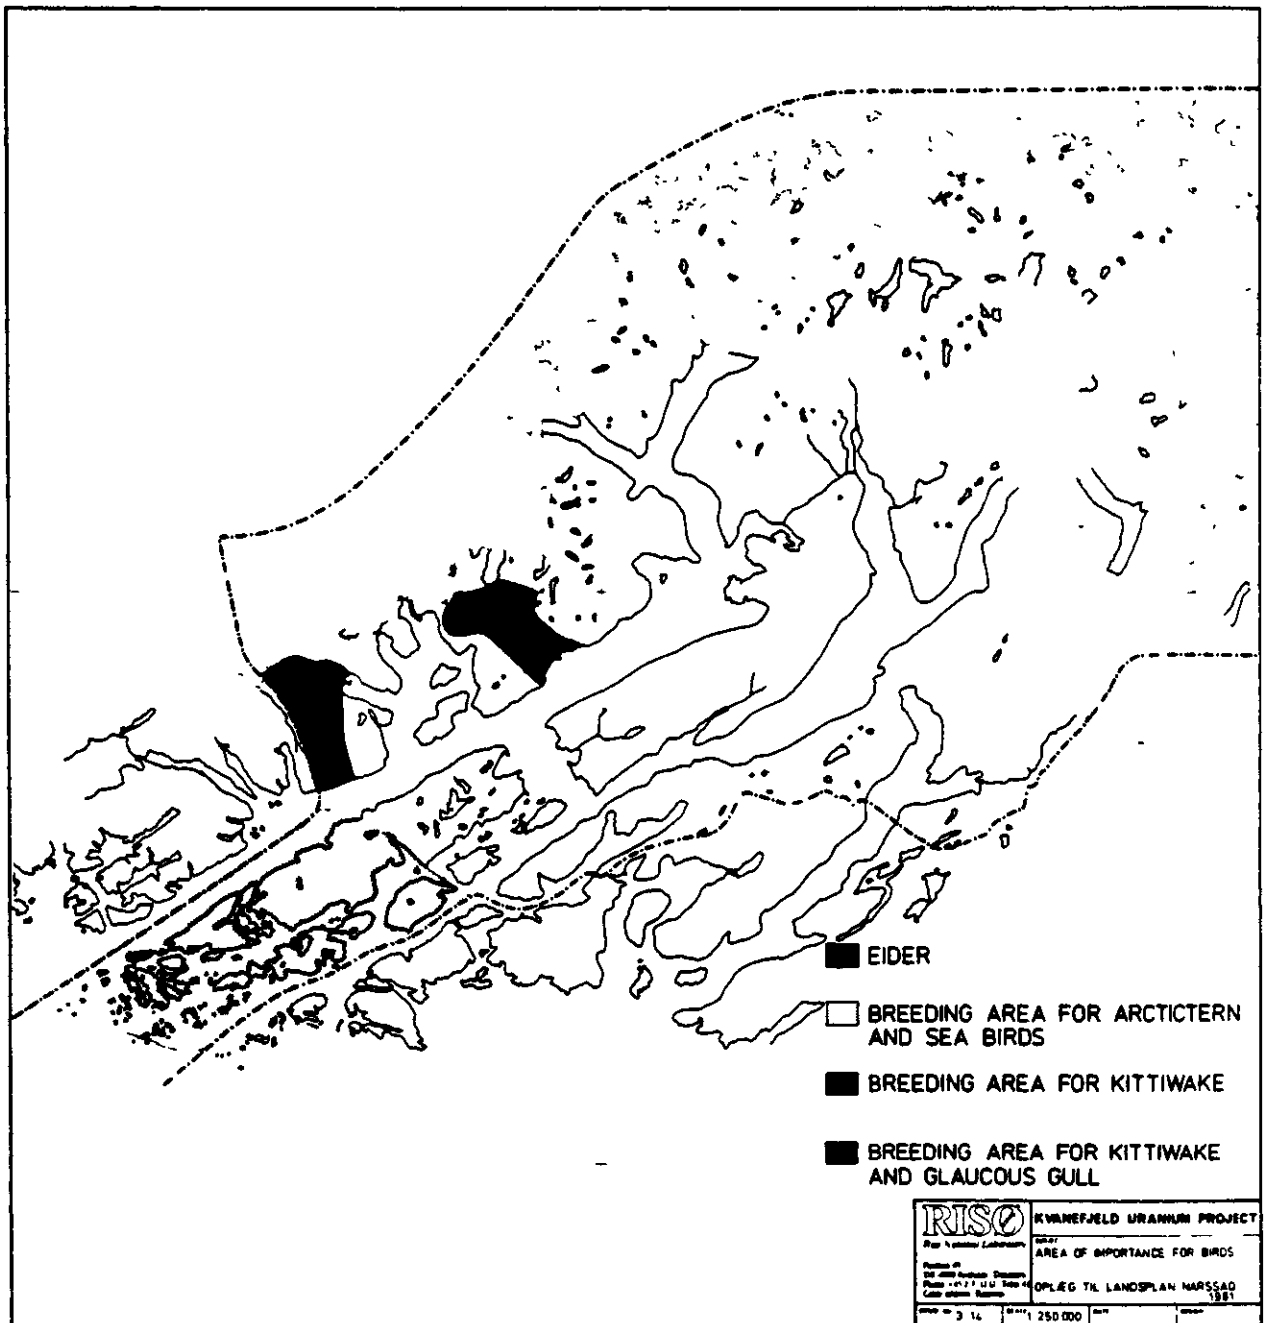 EIDER
BREEDING AREA FOR ARCTICTERN
AND SEA BIRDS
BREEDING AREA FOR KITTIWAKE
BREEDING AREA FOR KITTIWAKE
AND GLAUCOUS GULL
RISØ
KVANEFJELD URANIUM PROJECT
AREA OF IMPORTANCE FOR BIRDS
OPLÆG TIL LANDSPLAN NARSSAQ
1981
3 14
1 250 000